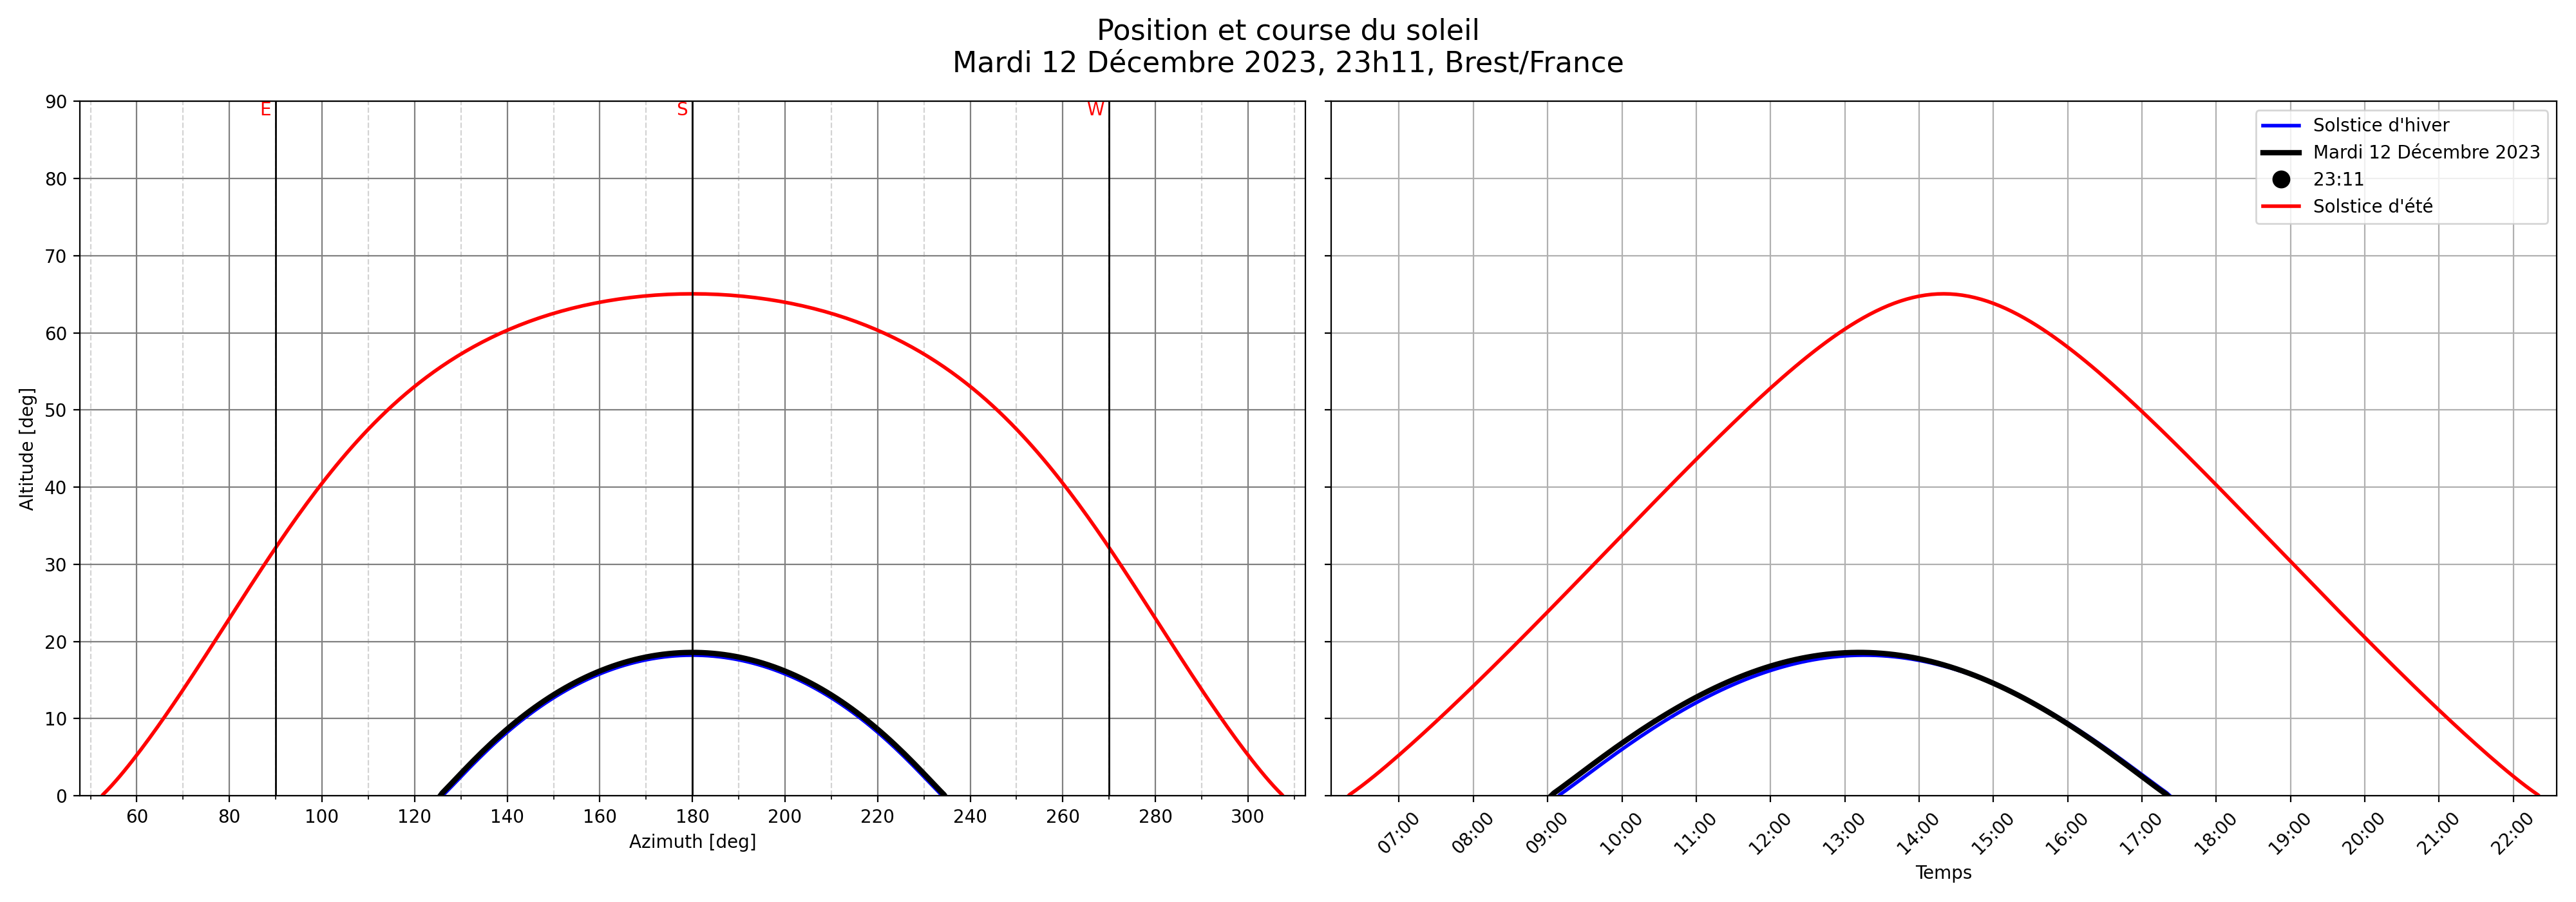 Position et course du soleil
Mardi 12 Décembre 2023, 23h11, Brest/France
E
S
W
90
80
70
60
50
40
30
20
10
0
Altitude [deg]
60 80 100 120 140 160 180 200 220 240 260 280 300
Azimuth [deg]
Solstice d'hiver
Mardi 12 Décembre 2023
23:11
Solstice d'été
07:00 08:00 09:00 10:00 11:00 12:00 13:00 14:00 15:00 16:00 17:00 18:00 19:00 20:00 21:00 22:00
Temps